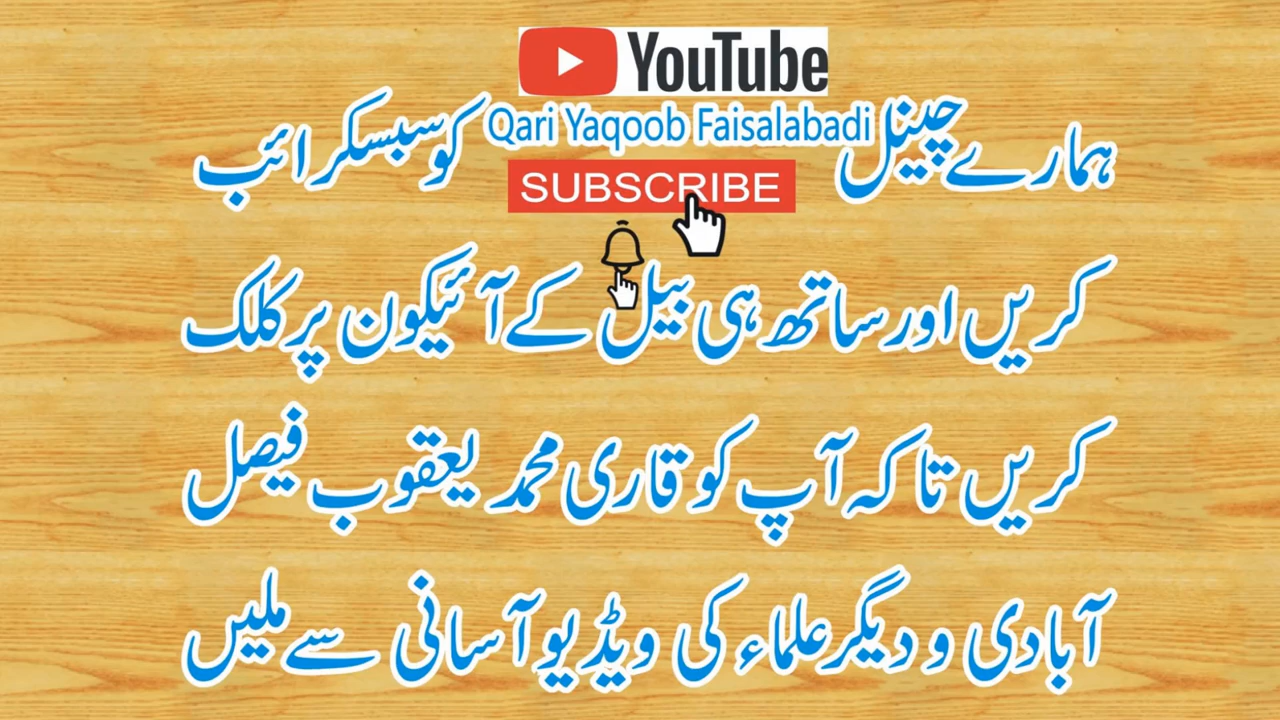 YouTube
Qari Yaqoob Faisalabadi
ہمارے چینل کو سبسکرائب
SUBSCRIBE
کریں اور ساتھ ہی بیل کے آئیکون پر کلک
کریں تاکہ آپ کو قاری محمد یعقوب فیصل
آبادی و دیگر علماء کی ویڈیو آسانی سے ملیں